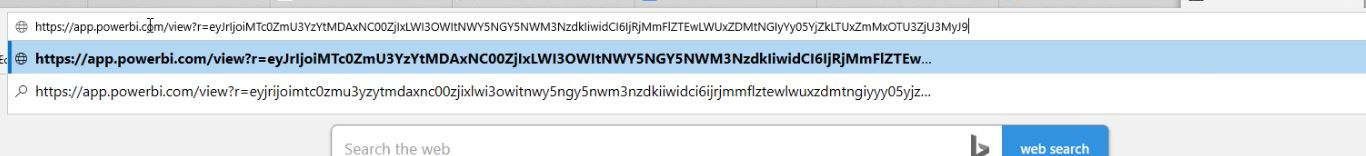 https://app.powerbi.com/view?r=eyJrIjoiMTc0ZmU3YzYtMDAxNC00ZjIxLWI3OWItNWY5NGY5NWM3NzdkIiwidCI6IjRjMmFlZTEwLWUxZDMtNGIyYy05YjZkLTUxZmMxOTU3ZjU3MyJ9
https://app.powerbi.com/view?r=eyJrIjoiMTc0ZmU3YzYtMDAxNC00ZjIxLWI3OWItNWY5NGY5NWM3NzdkIiwidCI6IjRjMmFlZTEw...
https://app.powerbi.com/view?r=eyjrijoimtc0zmu3yzytmdaxnc00zjixlwi3owitnwy5ngy5nwm3nzdkiiwidci6ijrjmmflztewlwuxzdmtngiyyy05yjz...
Search the web
web search